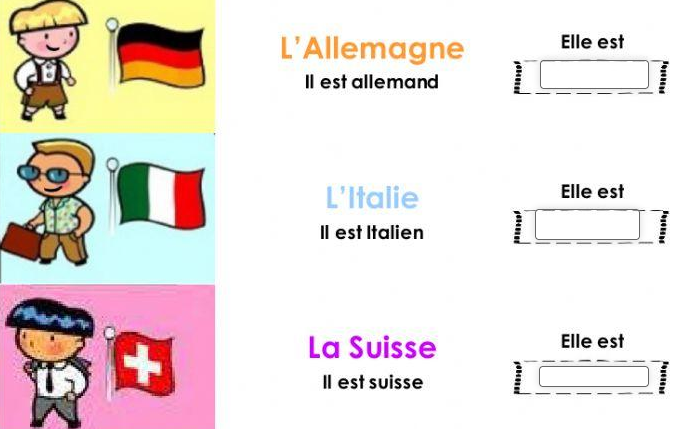 L'Allemagne
Il est allemand
Elle est
L'Italie
Il est Italien
Elle est
La Suisse
Il est suisse
Elle est